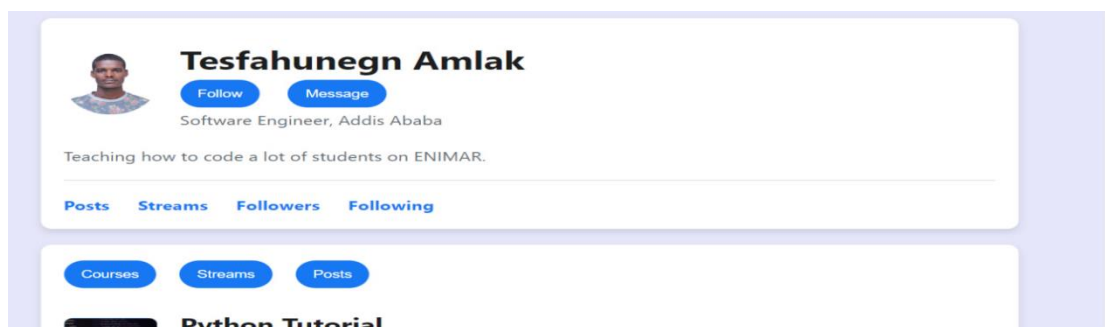 Tesfahunegn Amlak
Follow Message
Software Engineer, Addis Ababa
Teaching how to code a lot of students on ENIMAR.
Posts Streams Followers Following
Courses Streams Posts
Python Tutorial